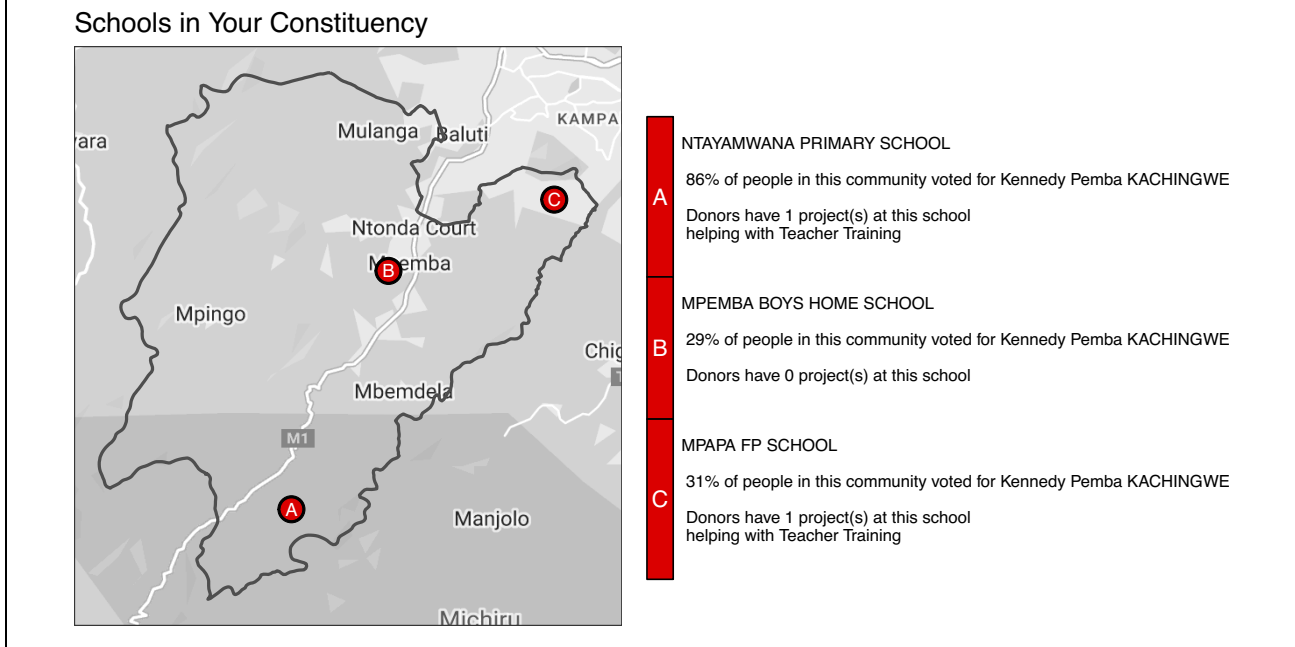 Schools in Your Constituency
KAMPA
Mulanga
Baluti
vara
C
Ntonda Court
B
Mpingo
Chig
Mbemdela
M1
A
Manjolo
Michiru
A
NTAYAMWANA PRIMARY SCHOOL
86% of people in this community voted for Kennedy Pemba KACHINGWE
Donors have 1 project(s) at this school
helping with Teacher Training
B
MPEMBA BOYS HOME SCHOOL
29% of people in this community voted for Kennedy Pemba KACHINGWE
Donors have 0 project(s) at this school
C
MPAPA FP SCHOOL
31% of people in this community voted for Kennedy Pemba KACHINGWE
Donors have 1 project(s) at this school
helping with Teacher Training